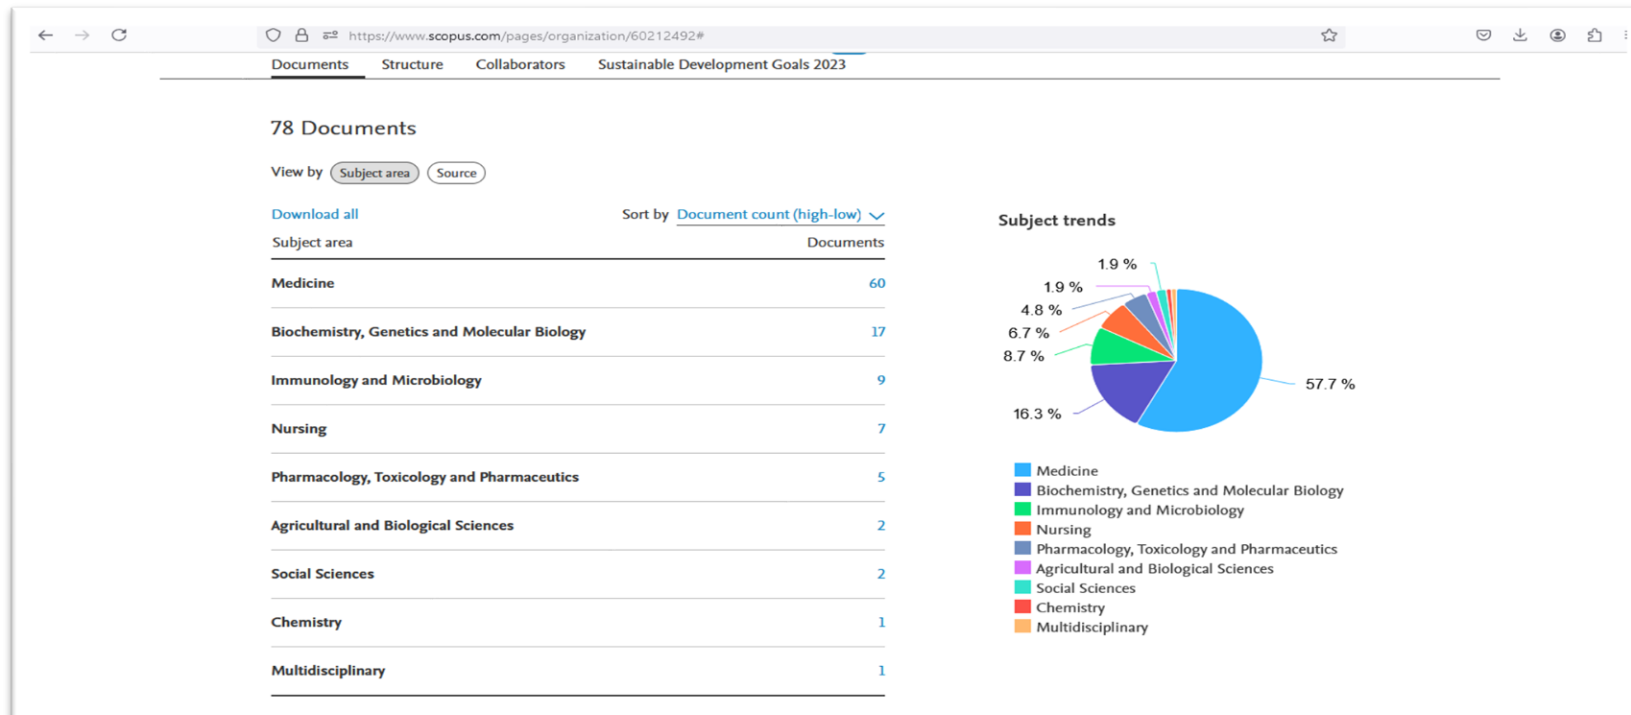 https://www.scopus.com/pages/organization/60212492#
Documents Structure Collaborators Sustainable Development Goals 2023
78 Documents
View by Subject area Source
Download all Sort by Document count (high-low)
Subject area Documents
Medicine 60
Biochemistry, Genetics and Molecular Biology 17
Immunology and Microbiology 9
Nursing 7
Pharmacology, Toxicology and Pharmaceutics 5
Agricultural and Biological Sciences 2
Social Sciences 2
Chemistry 1
Multidisciplinary 1
Subject trends
1.9 %
1.9 %
4.8 %
6.7 %
8.7 %
57.7 %
16.3 %
Medicine
Biochemistry, Genetics and Molecular Biology
Immunology and Microbiology
Nursing
Pharmacology, Toxicology and Pharmaceutics
Agricultural and Biological Sciences
Social Sciences
Chemistry
Multidisciplinary